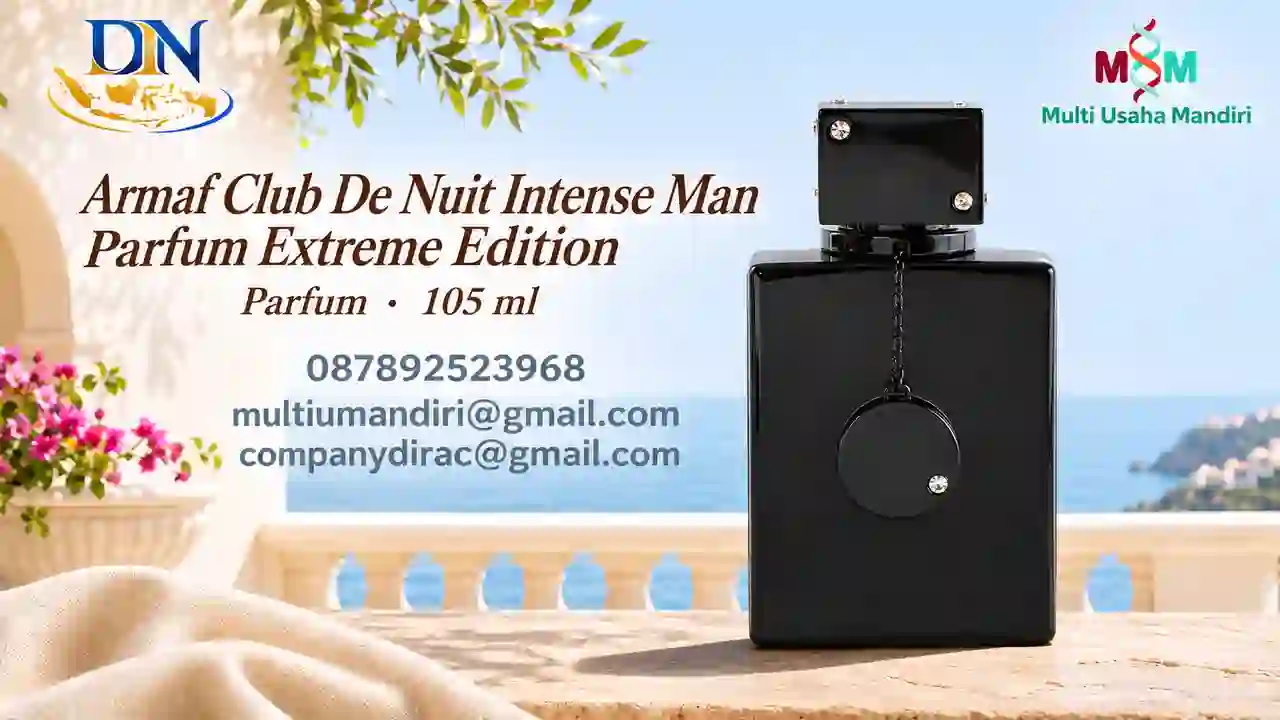 DN
MSM
Multi Usaha Mandiri
Armaf Club De Nuit Intense Man
Parfum Extreme Edition
Parfum • 105 ml
087892523968
multiumandiri@gmail.com
companydirac@gmail.com